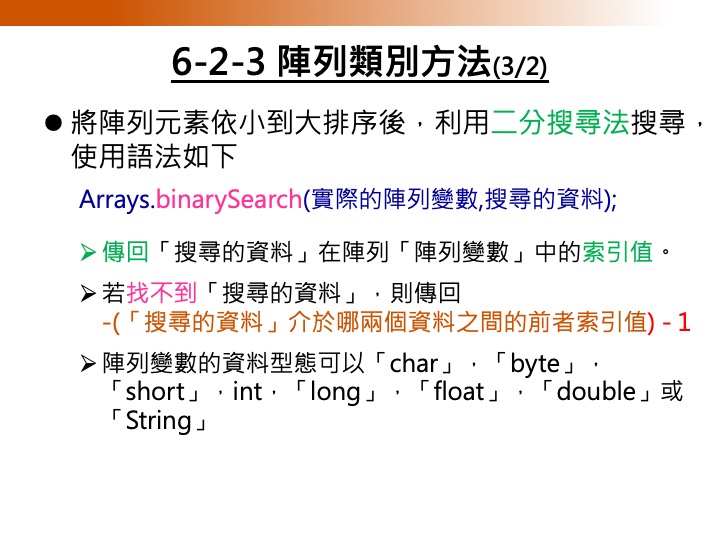 6-2-3 陣列類別方法(3/2)
● 將陣列元素依小到大排序後，利用二分搜尋法搜尋，
使用語法如下
Arrays.binarySearch(實際的陣列變數,搜尋的資料);
➢ 傳回「搜尋的資料」在陣列「陣列變數」中的索引值。
➢ 若找不到「搜尋的資料」，則傳回
-(「搜尋的資料」介於哪兩個資料之間的前者索引值) - 1
➢ 陣列變數的資料型態可以「char」，「byte」，
「short」，int，「long」，「float」，「double」或
「String」